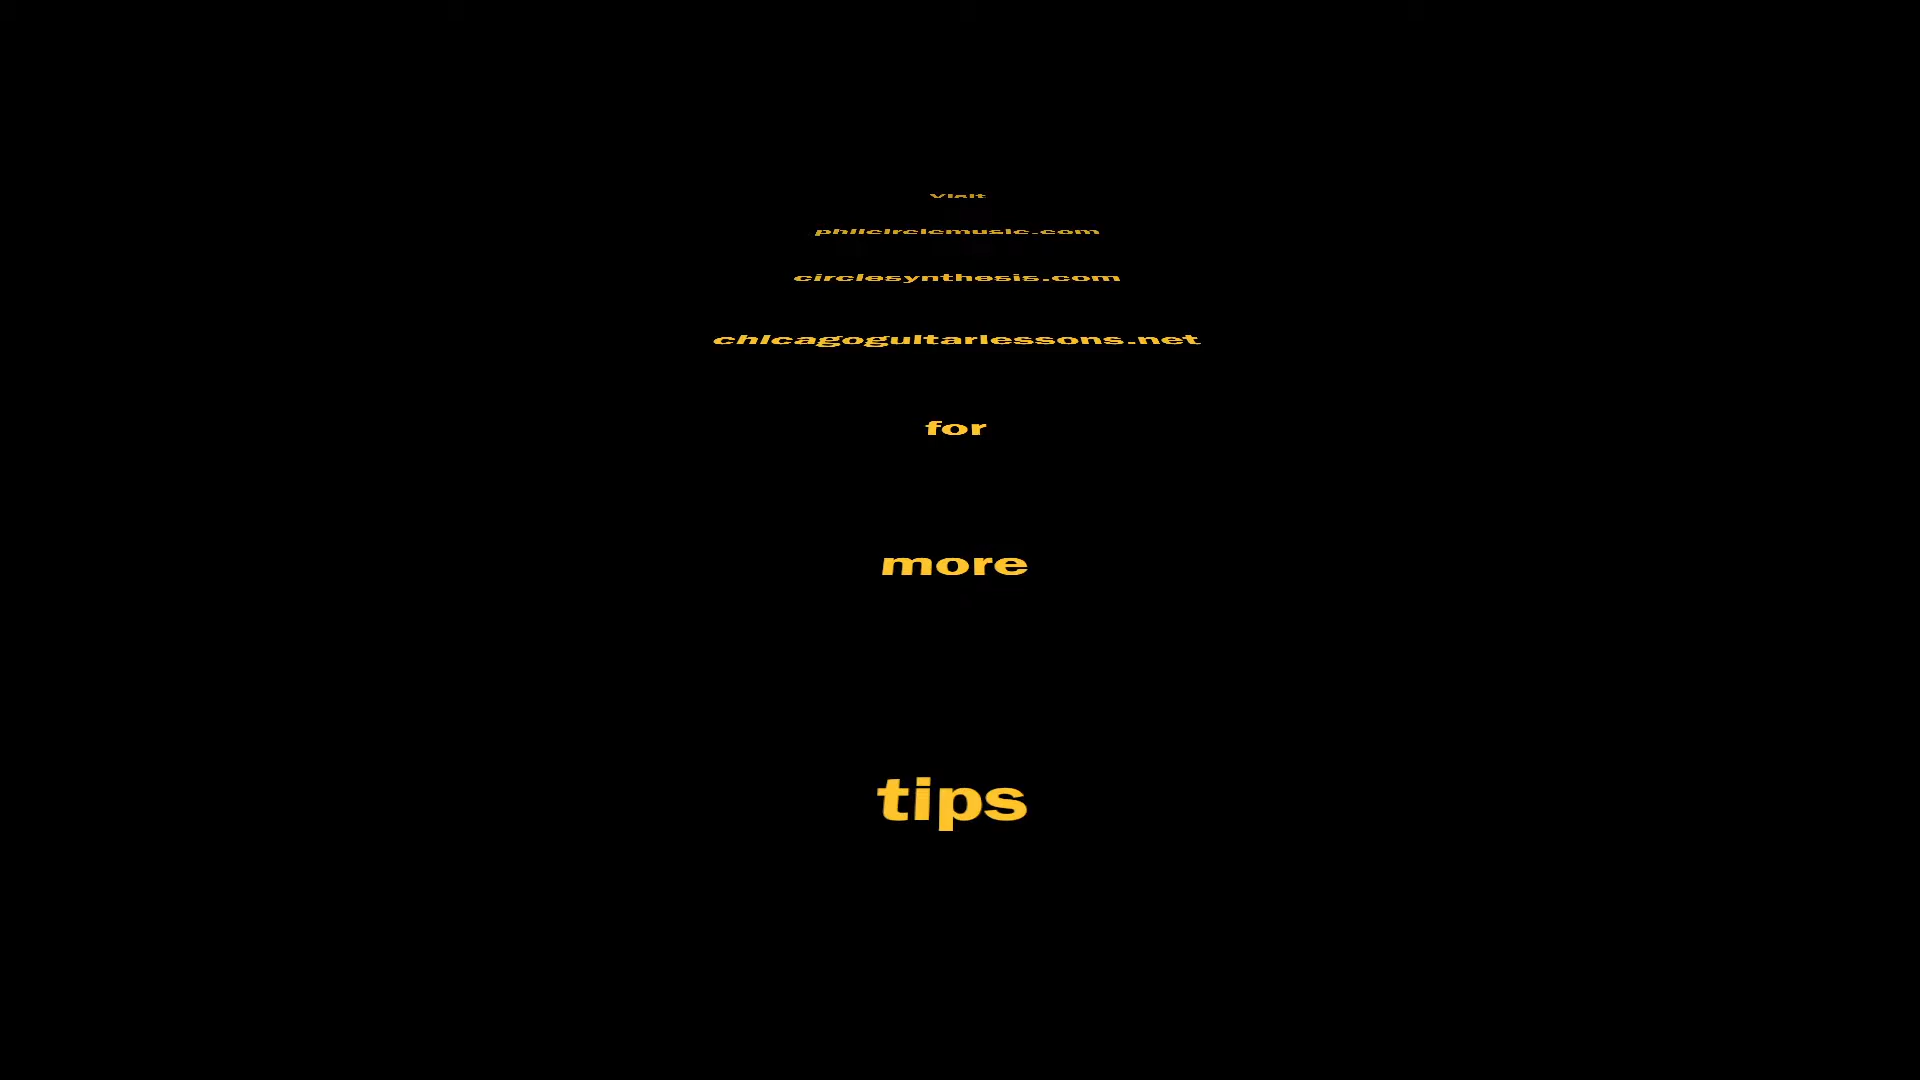 Visit
philcirclemusic.com
circlesynthesis.com
chicagoguitarlessons.net
for
more
tips